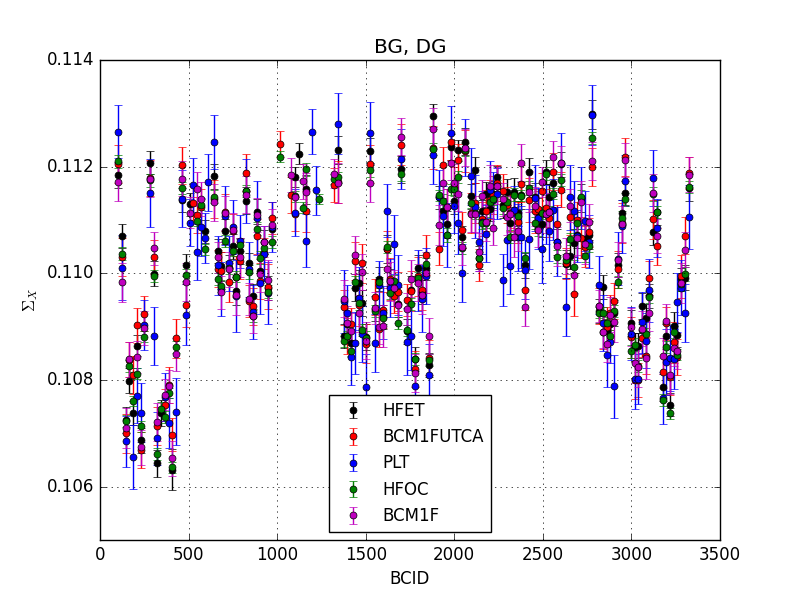 BG, DG
0.114
0.112
0.110
0.108
0.106
Σ_X
HFET
BCM1FUTCA
PLT
HFOC
BCM1F
0 500 1000 1500 2000 2500 3000 3500
BCID